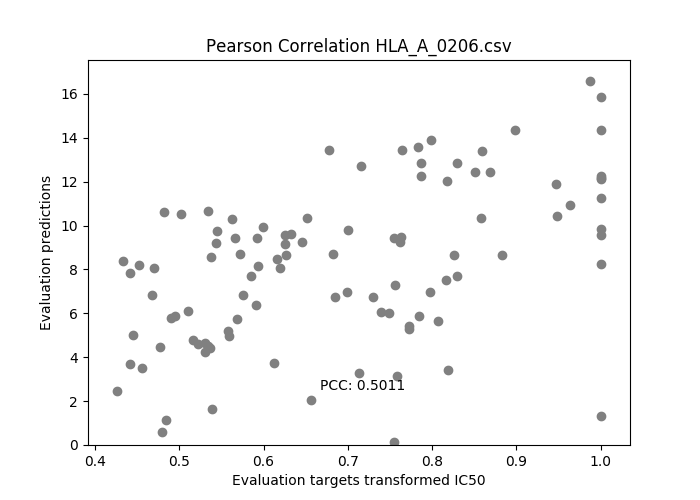 Pearson Correlation HLA_A_0206.csv
Evaluation predictions
16
14
12
10
8
6
4
2
0
PCC: 0.5011
0.4 0.5 0.6 0.7 0.8 0.9 1.0
Evaluation targets transformed IC50